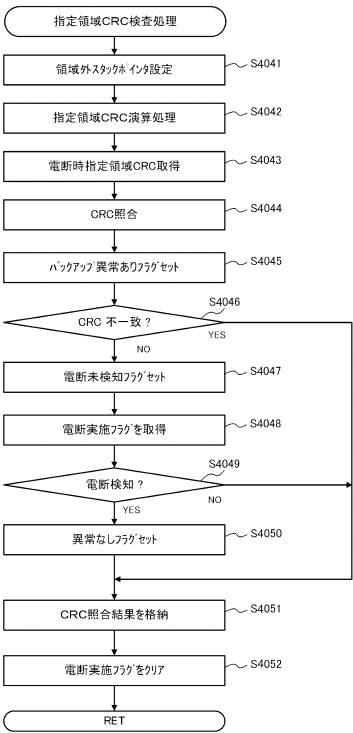 指定領域CRC検査処理
領域外ｽﾀｯｸﾎﾟｲﾝﾀ設定
S4041
指定領域CRC演算処理
S4042
電断時指定領域CRC取得
S4043
CRC照合
S4044
ﾊﾞｯｸｱｯﾌﾟ異常ありﾌﾗｸﾞｾｯﾄ
S4045
CRC 不一致？
S4046
YES
NO
電断未検知ﾌﾗｸﾞｾｯﾄ
S4047
電断実施ﾌﾗｸﾞを取得
S4048
電断検知？
S4049
NO
YES
異常なしﾌﾗｸﾞｾｯﾄ
S4050
CRC照合結果を格納
S4051
電断実施ﾌﾗｸﾞをｸﾘｱ
S4052
RET